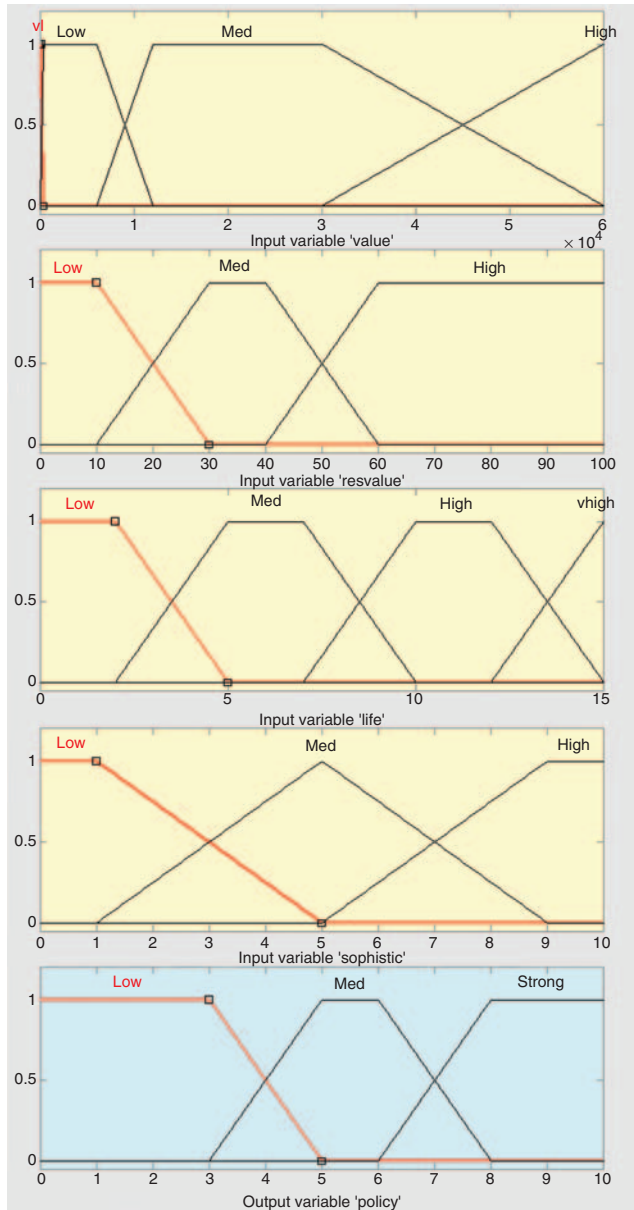 vl Low Med High
1
0.5
0
0 1 2 3 4 5 6
Input variable 'value' × 10⁴
Low Med High
1
0.5
0
0 10 20 30 40 50 60 70 80 90 100
Input variable 'resvalue'
Low Med High vhigh
1
0.5
0
0 5 10 15
Input variable 'life'
Low Med High
1
0.5
0
0 1 2 3 4 5 6 7 8 9 10
Input variable 'sophistic'
Low Med Strong
1
0.5
0
0 1 2 3 4 5 6 7 8 9 10
Output variable 'policy'